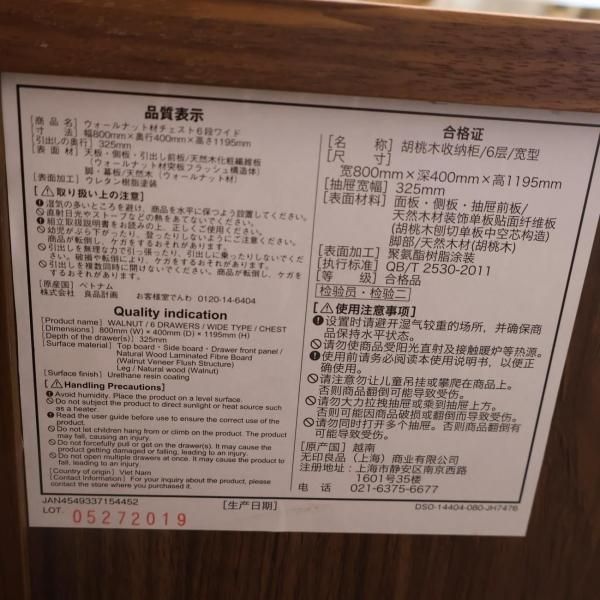 品質表示
[商 品 名] ウォールナット材チェスト6段ワイド
[寸　　法] 幅800mm×奥行400mm×高さ1195mm
[引出しの奥行] 325mm
[表 面 材] 天板・側板・引出し前板/天然木化粧繊維板
(ウォールナット材突板フラッシュ構造体)
脚・幕板/天然木(ウォールナット材)
[表面加工] ウレタン樹脂塗装
[⚠取り扱い上の注意]
湿気の多いところを避け、商品を水平に保つよう設置してください。
直射日光やストーブなどの熱をあてないでください。
組立取扱説明書をお読みの上、正しくご使用ください。
幼児がぶら下がったり、登ったりしないようにご注意ください。
商品が転倒し、ケガをするおそれがあります。
引出しを無理な力で引っ張ったり、引出しに乗ったりしないでください。
破損や転倒により、ケガをするおそれがあります。
引出しを複数同時に開けないでください。商品が転倒し、ケガを
するおそれがあります。
[原産国] ベトナム
株式会社 良品計画 お客様室でんわ 0120-14-6404
Quality indication
[Product name] WALNUT / 6 DRAWERS / WIDE TYPE / CHEST
[Dimensions] 800mm (W) × 400mm (D) × 1195mm (H)
[Depth of the drawer(s)] 325mm
[Surface material] Top board・Side board・Drawer front panel /
Natural Wood Laminated Fibre Board
(Walnut Veneer Flush Structure)
Leg / Natural wood (Walnut)
[Surface finish] Urethane resin coating
[⚠Handling Precautions]
Avoid humidity. Place the product on a level surface.
Do not subject the product to direct sunlight or heat source such
as a heater.
Read the user guide before use to ensure the correct use of the
product.
Do not let children hang from or climb on the product. The product
may fall, causing an injury.
Do not forcefully pull or get on the drawer(s). It may cause the
product getting damaged or falling, leading to an injury.
Do not open multiple drawers at once. It may cause the product to
fall, leading to an injury.
[Country of origin] Viet Nam
[Contact Information] For your inquiry about the product, please
contact the store where you purchased it.
JAN4549337154452
LOT. 05272019
[生产日期]
合格证
[名　　称] 胡桃木收纳柜/6层/宽型
[尺　　寸]
宽800mm×深400mm×高1195mm
[抽屉宽幅] 325mm
[表面材料] 面板・侧板・抽屉前板/
天然木材装饰单板贴面纤维板
(胡桃木刨切单板中空芯构造)
脚部/天然木材(胡桃木)
[表面加工] 聚氨酯树脂涂装
[执行标准] QB/T 2530-2011
[等　　级] 合格品
[检验员・检验二]
[⚠使用注意事项]
设置时请避开湿气较重的场所，并确保商
品保持水平状态。
请勿使商品受阳光直射及接触暖炉等热源。
使用前请务必阅读本使用说明书，以便正
确使用。
请注意勿让儿童吊挂或攀爬在商品上。
否则商品翻倒可能导致受伤。
请勿大力拉拽抽屉或乘到抽屉上方。
否则可能因商品破损或翻倒而导致受伤。
请勿同时打开多个抽屉。否则商品翻倒有
可能导致受伤。
[原产国] 越南
无印良品（上海）商业有限公司
注册地址：上海市静安区南京西路
1601号35楼
电　　话　021-6375-6677
DS0-14404-080-JH7476